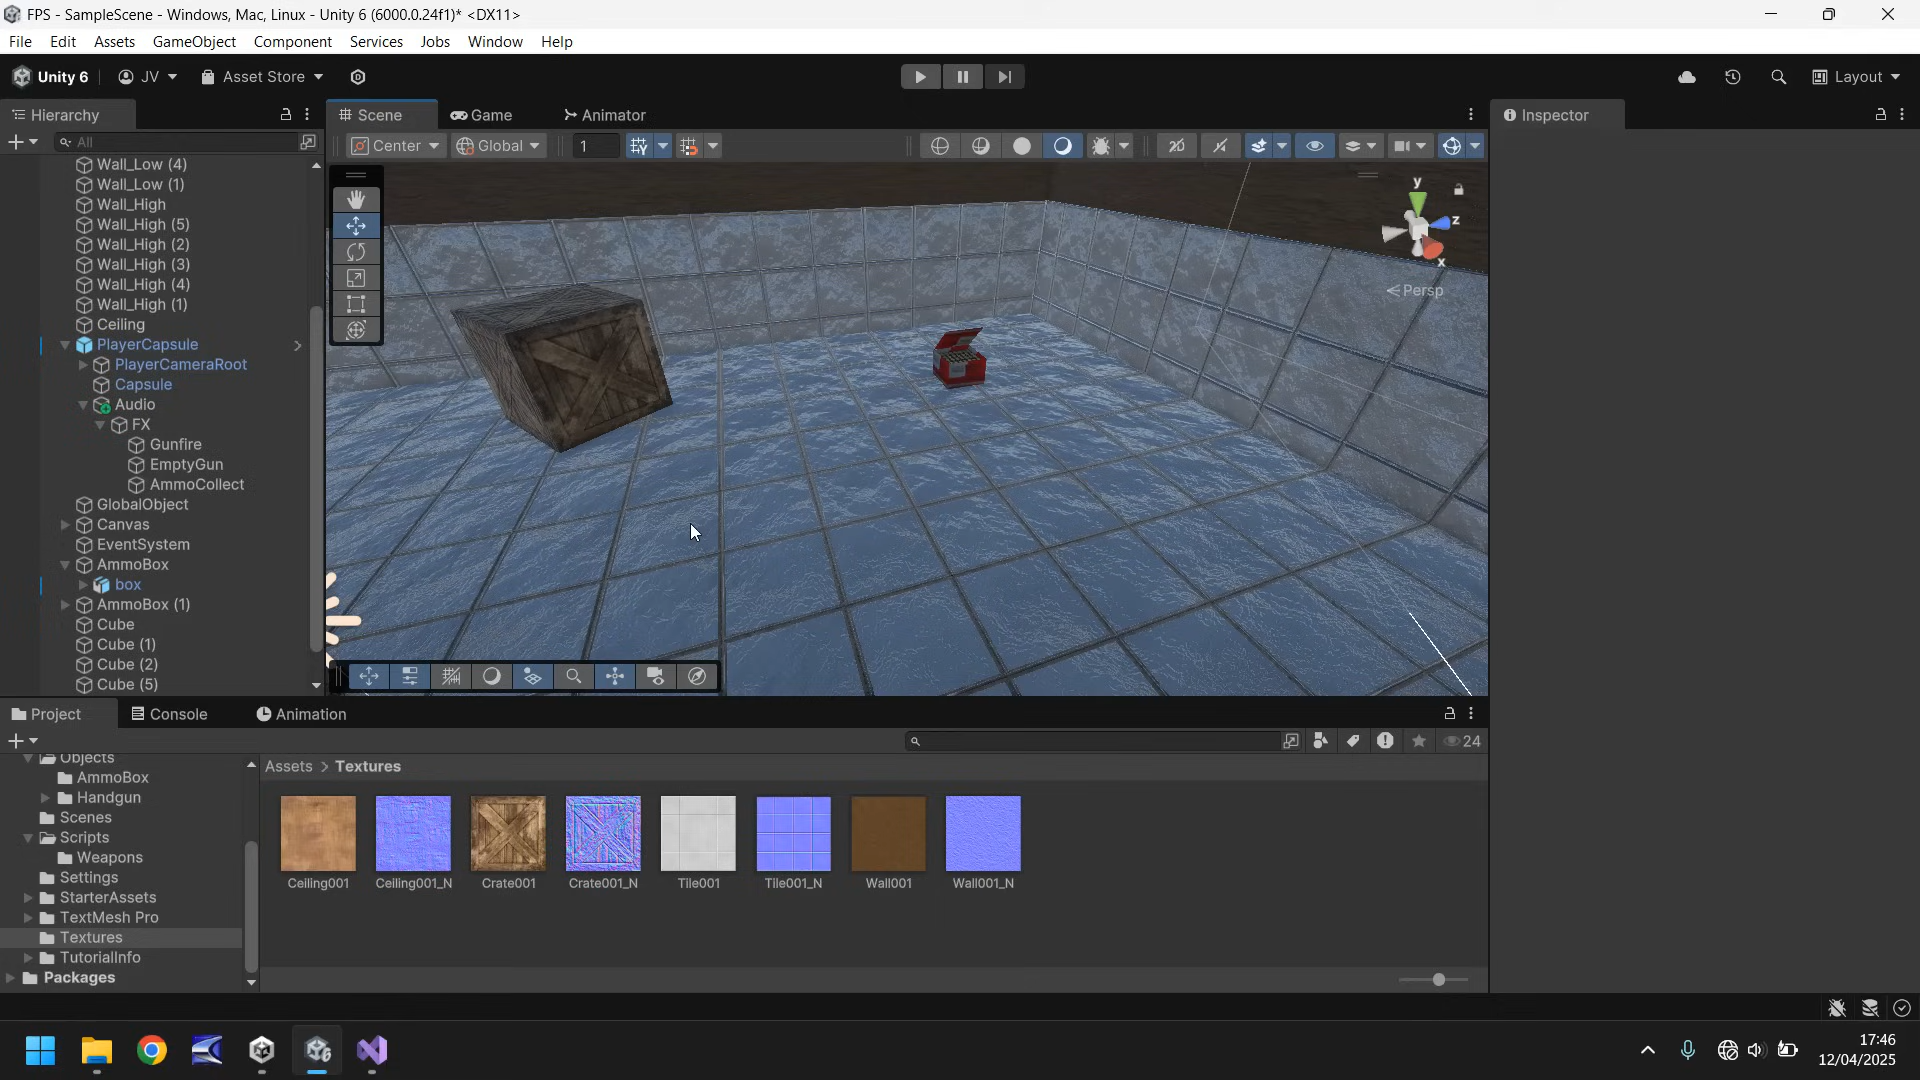 FPS - SampleScene - Windows, Mac, Linux - Unity 6 (6000.0.24f1)* <DX11>
File Edit Assets GameObject Component Services Jobs Window Help
Unity 6 JV Asset Store Layout
Hierarchy
Scene Game Animator
Inspector
All
Center Global 1
Wall_Low (4)
Wall_Low (1)
Wall_High
Wall_High (5)
Wall_High (2)
Wall_High (3)
Wall_High (4)
Wall_High (1)
Ceiling
PlayerCapsule
PlayerCameraRoot
Capsule
Audio
FX
Gunfire
EmptyGun
AmmoCollect
GlobalObject
Canvas
EventSystem
AmmoBox
box
AmmoBox (1)
Cube
Cube (1)
Cube (2)
Cube (5)
y
z
x
Persp
Project Console Animation
24
Objects
AmmoBox
Handgun
Scenes
Scripts
Weapons
Settings
StarterAssets
TextMesh Pro
Textures
TutorialInfo
Packages
Assets > Textures
Ceiling001 Ceiling001_N Crate001 Crate001_N Tile001 Tile001_N Wall001 Wall001_N
17:46
12/04/2025